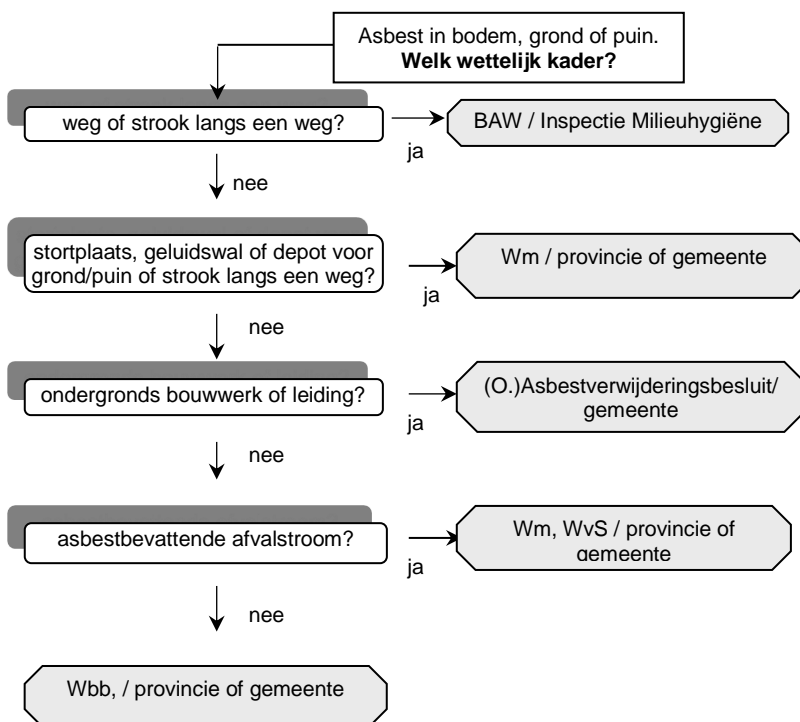 Asbest in bodem, grond of puin.
Welk wettelijk kader?
weg of strook langs een weg?
ja
BAW / Inspectie Milieuhygiëne
nee
stortplaats, geluidswal of depot voor
grond/puin of strook langs een weg?
ja
Wm / provincie of gemeente
nee
ondergronds bouwwerk of leiding?
ja
(O.)Asbestverwijderingsbesluit/
gemeente
nee
asbestbevattende afvalstroom?
ja
Wm, WvS / provincie of
gemeente
nee
Wbb, / provincie of gemeente